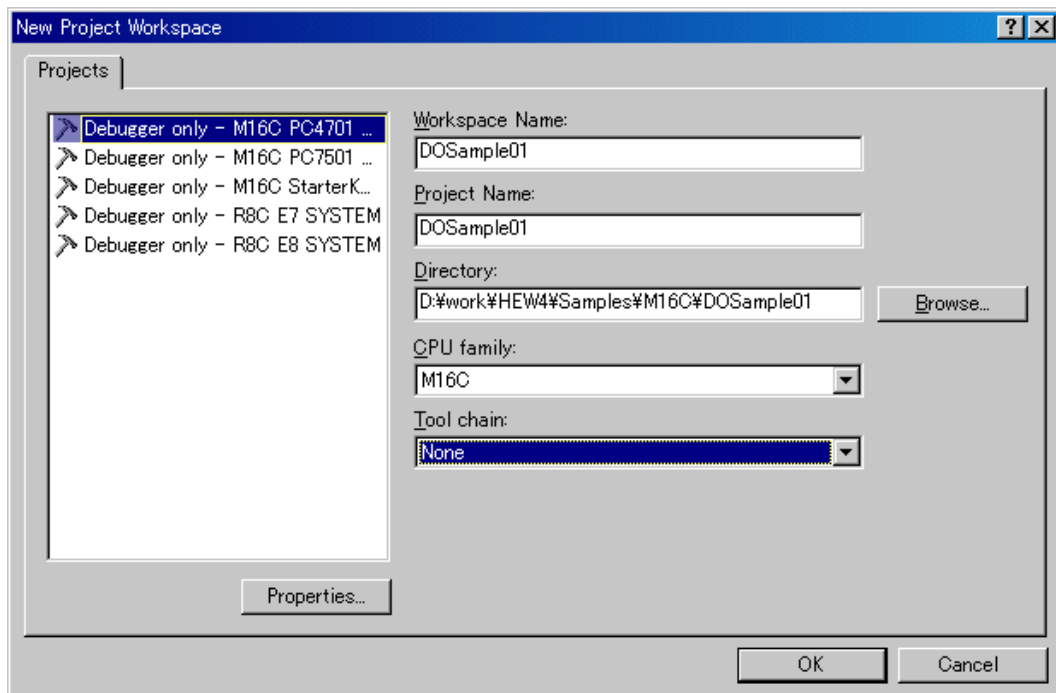 New Project Workspace
Projects
Debugger only - M16C PC4701 ...
Debugger only - M16C PC7501 ...
Debugger only - M16C StarterK...
Debugger only - R8C E7 SYSTEM
Debugger only - R8C E8 SYSTEM
Properties...
Workspace Name:
DOSample01
Project Name:
DOSample01
Directory:
D:¥work¥HEW4¥Samples¥M16C¥DOSample01
Browse...
CPU family:
M16C
Tool chain:
None
OK
Cancel